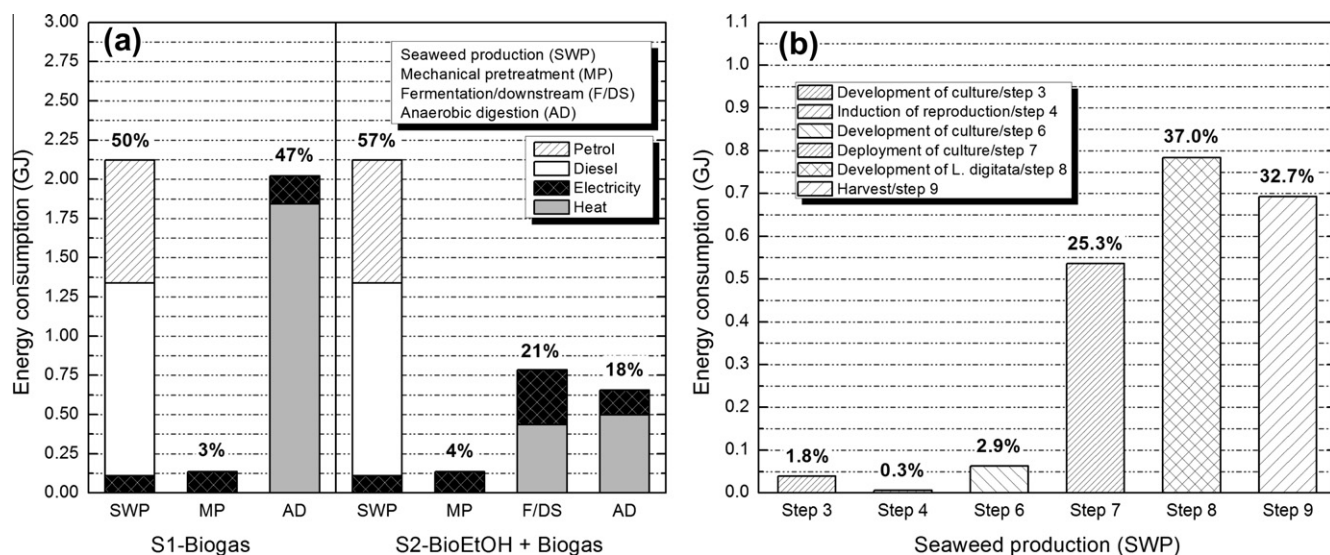 (a)
Seaweed production (SWP)
Mechanical pretreatment (MP)
Fermentation/downstream (F/DS)
Anaerobic digestion (AD)
Petrol
Diesel
Electricity
Heat
Energy consumption (GJ)
3.00
2.75
2.50
2.25
2.00
1.75
1.50
1.25
1.00
0.75
0.50
0.25
0.00
50%
3%
47%
57%
4%
21%
18%
SWP MP AD SWP MP F/DS AD
S1-Biogas S2-BioEtOH + Biogas
(b)
Development of culture/step 3
Induction of reproduction/step 4
Development of culture/step 6
Deployment of culture/step 7
Development of L. digitata/step 8
Harvest/step 9
Energy consumption (GJ)
1.1
1.0
0.9
0.8
0.7
0.6
0.5
0.4
0.3
0.2
0.1
0.0
1.8%
0.3%
2.9%
25.3%
37.0%
32.7%
Step 3 Step 4 Step 6 Step 7 Step 8 Step 9
Seaweed production (SWP)